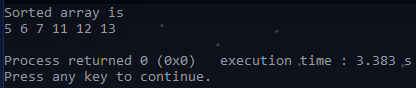 Sorted array is
5 6 7 11 12 13
Process returned 0 (0x0)   execution time : 3.383 s
Press any key to continue.